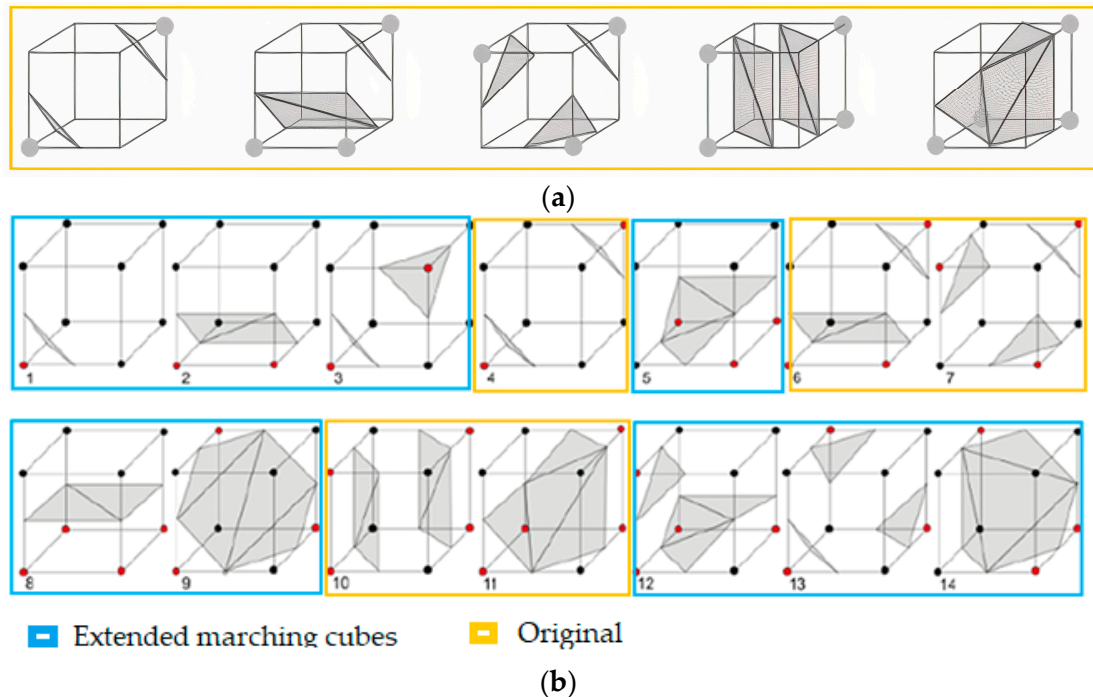 (a)
1 2 3 4 5 6 7
8 9 10 11 12 13 14
Extended marching cubes Original
(b)